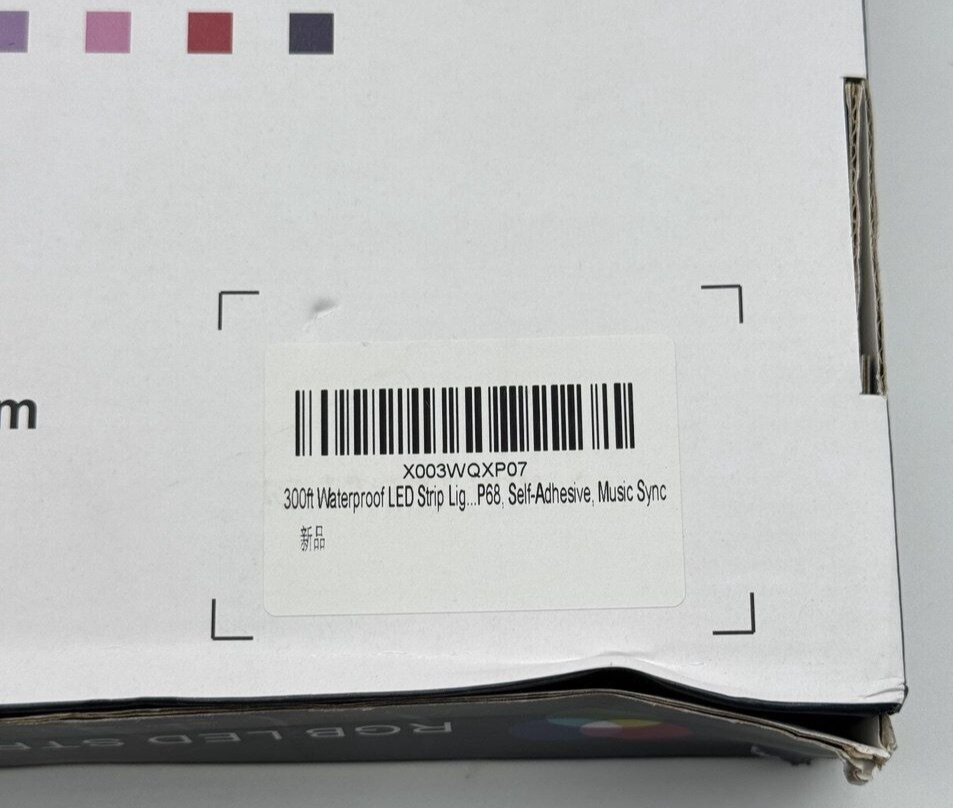 m
X003WQXP07
300ft Waterproof LED Strip Lig...P68, Self-Adhesive, Music Sync
新品
RGB LED STR